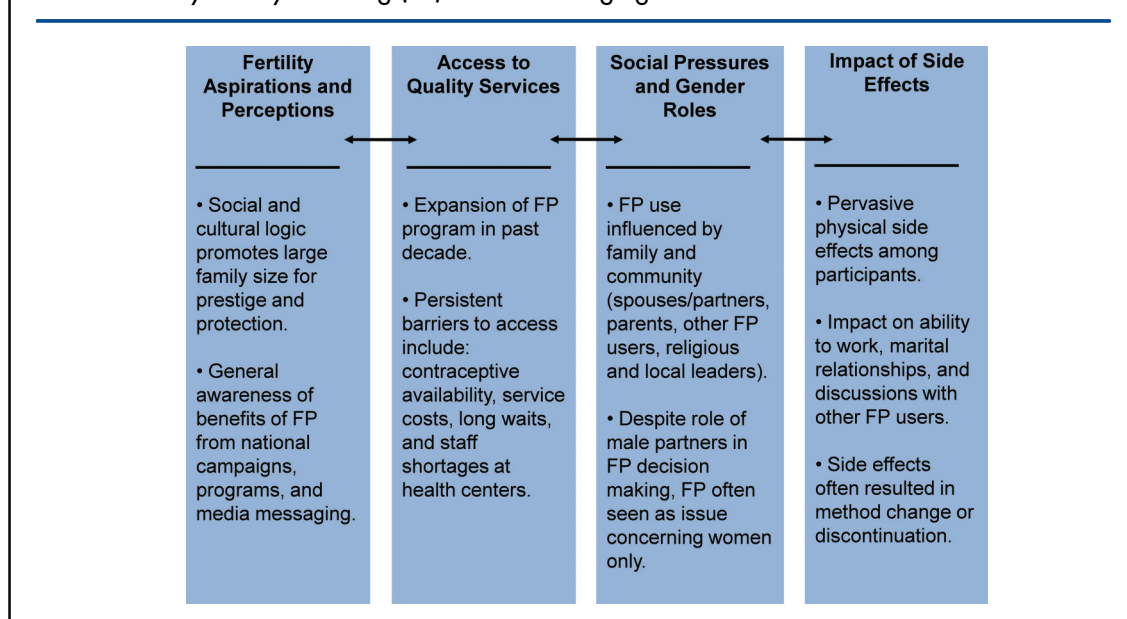 Fertility
Aspirations and
Perceptions
• Social and
cultural logic
promotes large
family size for
prestige and
protection.
• General
awareness of
benefits of FP
from national
campaigns,
programs, and
media messaging.
Access to
Quality Services
• Expansion of FP
program in past
decade.
• Persistent
barriers to access
include:
contraceptive
availability, service
costs, long waits,
and staff
shortages at
health centers.
Social Pressures
and Gender
Roles
• FP use
influenced by
family and
community
(spouses/partners,
parents, other FP
users, religious
and local leaders).
• Despite role of
male partners in
FP decision
making, FP often
seen as issue
concerning women
only.
Impact of Side
Effects
• Pervasive
physical side
effects among
participants.
• Impact on ability
to work, marital
relationships, and
discussions with
other FP users.
• Side effects
often resulted in
method change or
discontinuation.